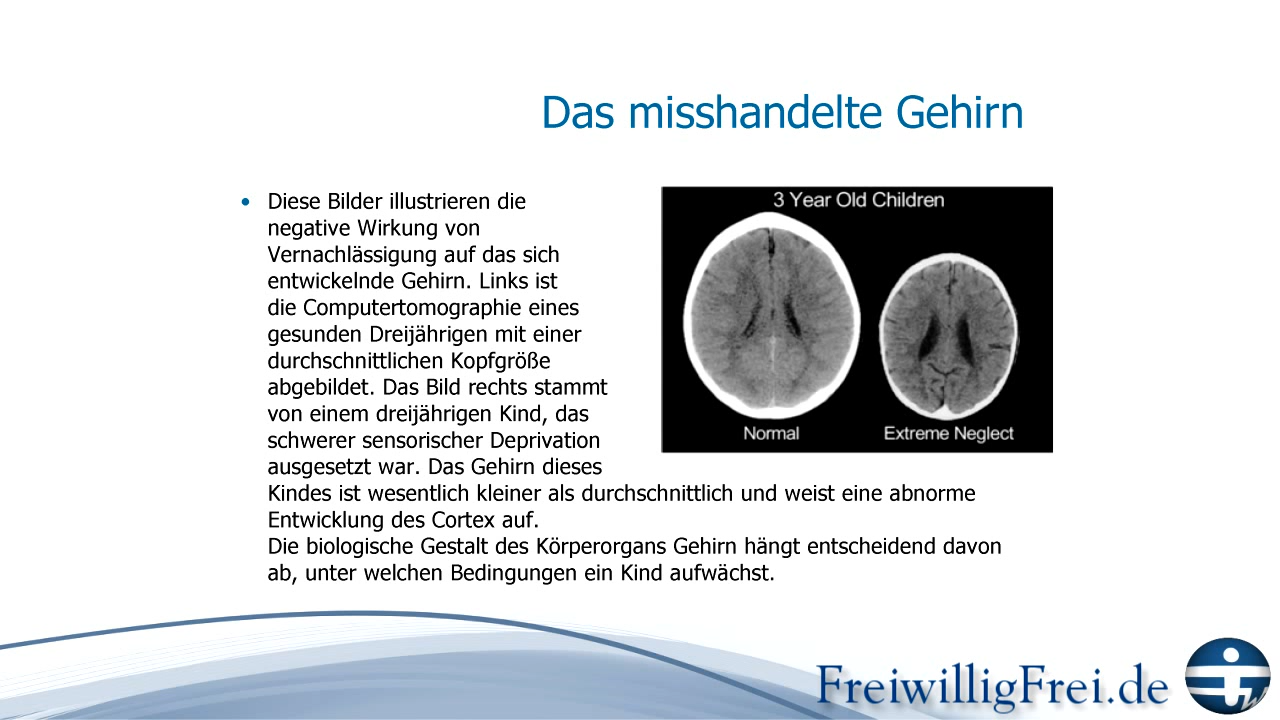 Das misshandelte Gehirn
• Diese Bilder illustrieren die
negative Wirkung von
Vernachlässigung auf das sich
entwickelnde Gehirn. Links ist
die Computertomographie eines
gesunden Dreijährigen mit einer
durchschnittlichen Kopfgröße
abgebildet. Das Bild rechts stammt
von einem dreijährigen Kind, das
schwerer sensorischer Deprivation
ausgesetzt war. Das Gehirn dieses
Kindes ist wesentlich kleiner als durchschnittlich und weist eine abnorme
Entwicklung des Cortex auf.
Die biologische Gestalt des Körperorgans Gehirn hängt entscheidend davon
ab, unter welchen Bedingungen ein Kind aufwächst.
3 Year Old Children
Normal
Extreme Neglect
FreiwilligFrei.de